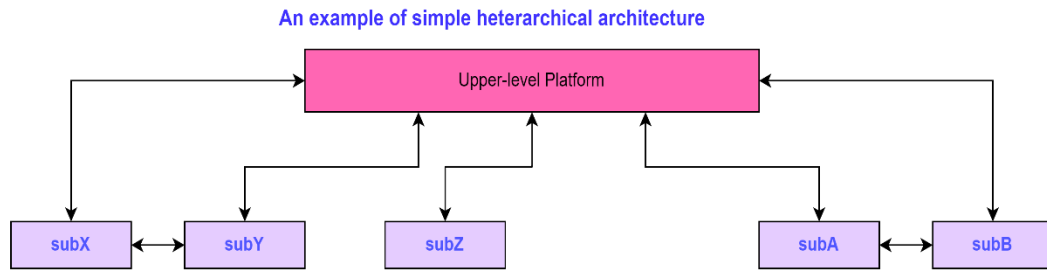 An example of simple heterarchical architecture
Upper-level Platform
subX
subY
subZ
subA
subB